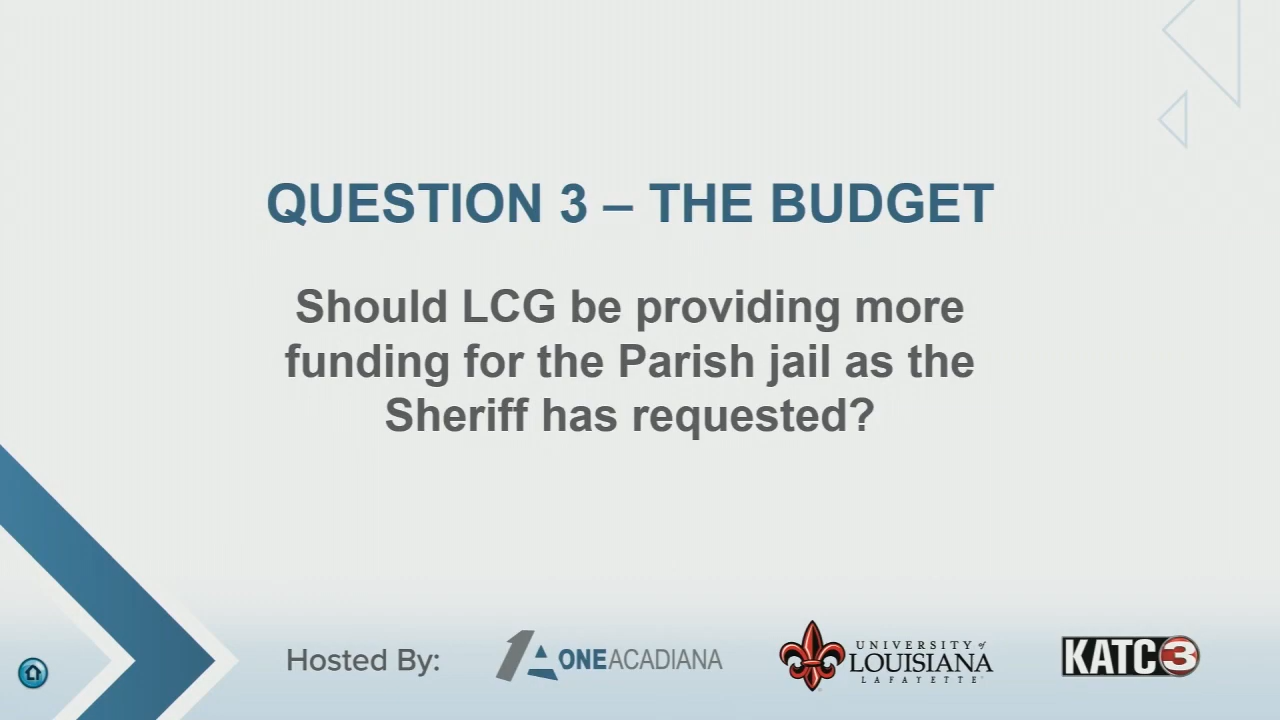 QUESTION 3 – THE BUDGET
Should LCG be providing more
funding for the Parish jail as the
Sheriff has requested?
Hosted By:
ONEACADIANA
UNIVERSITY of
LOUISIANA
LAFAYETTE
KATC3